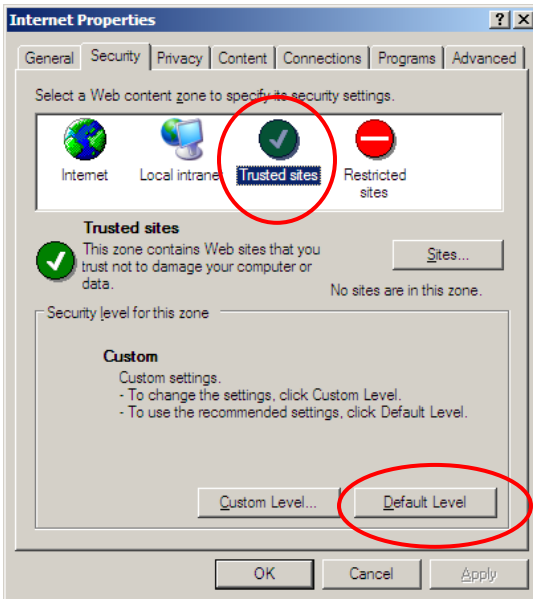 Internet Properties
? X
General Security Privacy Content Connections Programs Advanced
Select a Web content zone to specify its security settings.
Internet Local intrane Trusted sites Restricted
sites
Trusted sites
This zone contains Web sites that you
trust not to damage your computer or
data.
Sites...
No sites are in this zone.
Security level for this zone
Custom
Custom settings.
- To change the settings, click Custom Level.
- To use the recommended settings, click Default Level.
Custom Level... Default Level
OK Cancel Apply